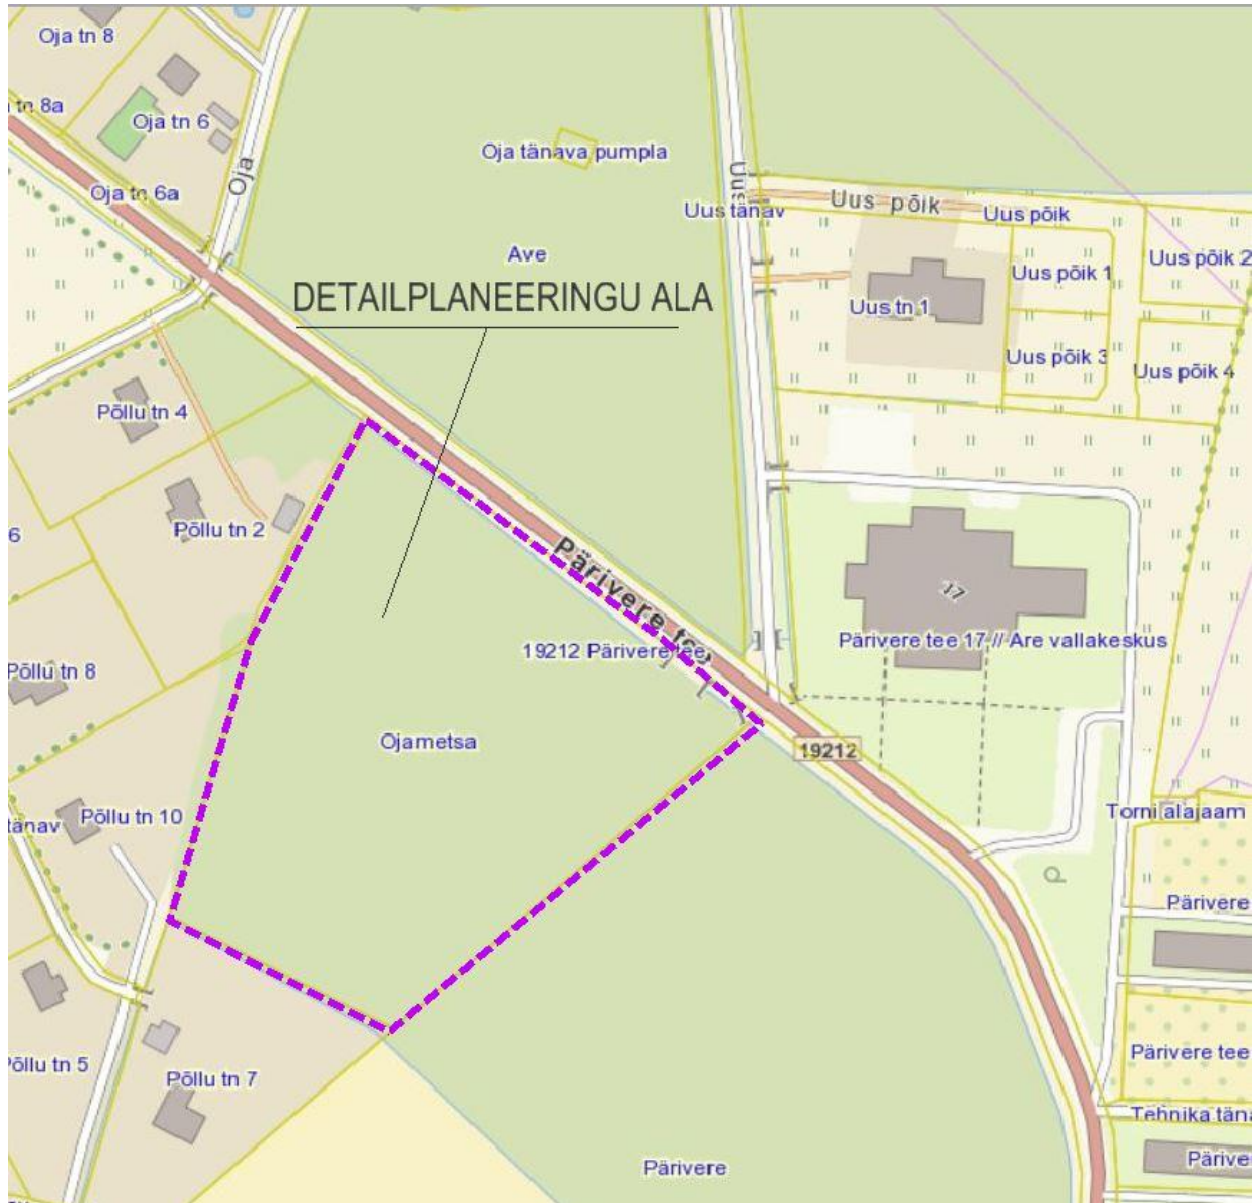 Oja tn 8
tn 8a
Oja tn 6
Oja tn 6a
Oja
Oja tänava pumpla
Uus
Uus tänav
Uus põik
Uus põik
Ave
Uus põik 1
Uus põik 2
Uus tn 1
DETAILPLANEERINGU ALA
Uus põik 3
Uus põik 4
Põllu tn 4
Põllu tn 2
6
Pärivere tee
17
Pärivere tee 17 // Are vallakeskus
19212 Pärivere tee
Põllu tn 8
Ojametsa
19212
tänav
Põllu tn 10
Torni alajaam
P
Pärivere
Põllu tn 5
Põllu tn 7
Pärivere tee
Tehnika täna
Pärivere
Pärive